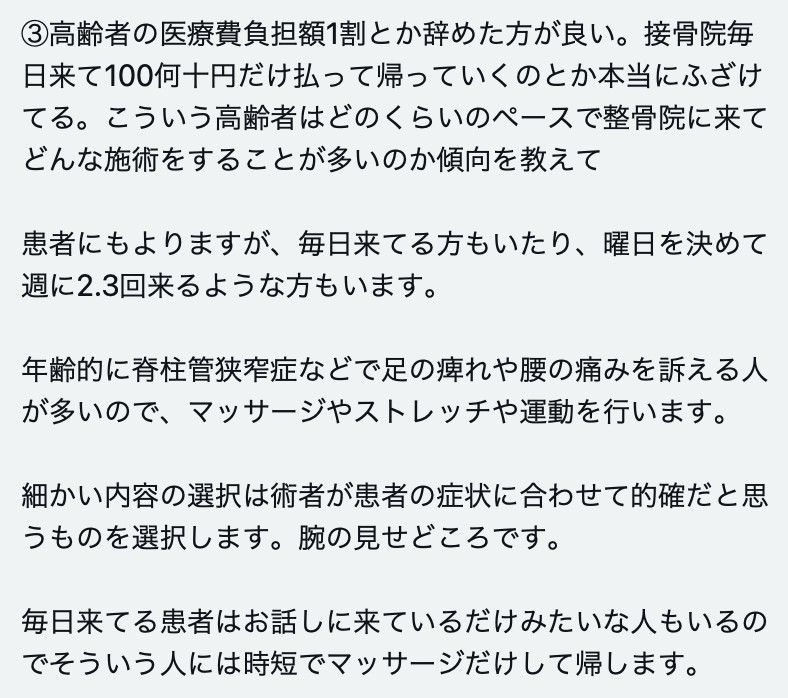 ③高齢者の医療費負担額1割とか辞めた方が良い。接骨院毎
日来て100何十円だけ払って帰っていくのとか本当にふざけ
てる。こういう高齢者はどのくらいのペースで整骨院に来て
どんな施術をすることが多いのか傾向を教えて
患者にもよりますが、毎日来てる方もいたり、曜日を決めて
週に2.3回来るような方もいます。
年齢的に脊柱管狭窄症などで足の痺れや腰の痛みを訴える人
が多いので、マッサージやストレッチや運動を行います。
細かい内容の選択は術者が患者の症状に合わせて的確だと思
うものを選択します。腕の見せどころです。
毎日来てる患者はお話しに来ているだけみたいな人もいるの
でそういう人には時短でマッサージだけして帰します。